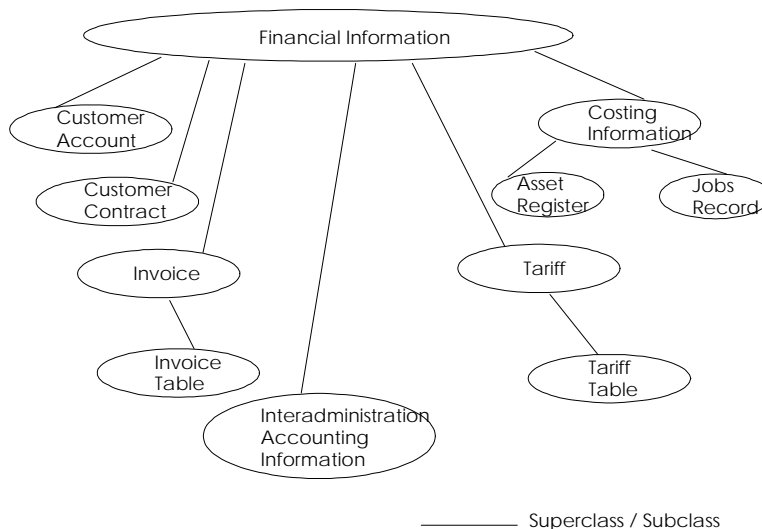 Financial Information
Customer
Account
Costing
Information
Customer
Contract
Asset
Register
Jobs
Record
Invoice
Tariff
Invoice
Table
Tariff
Table
Interadministration
Accounting
Information
Superclass / Subclass